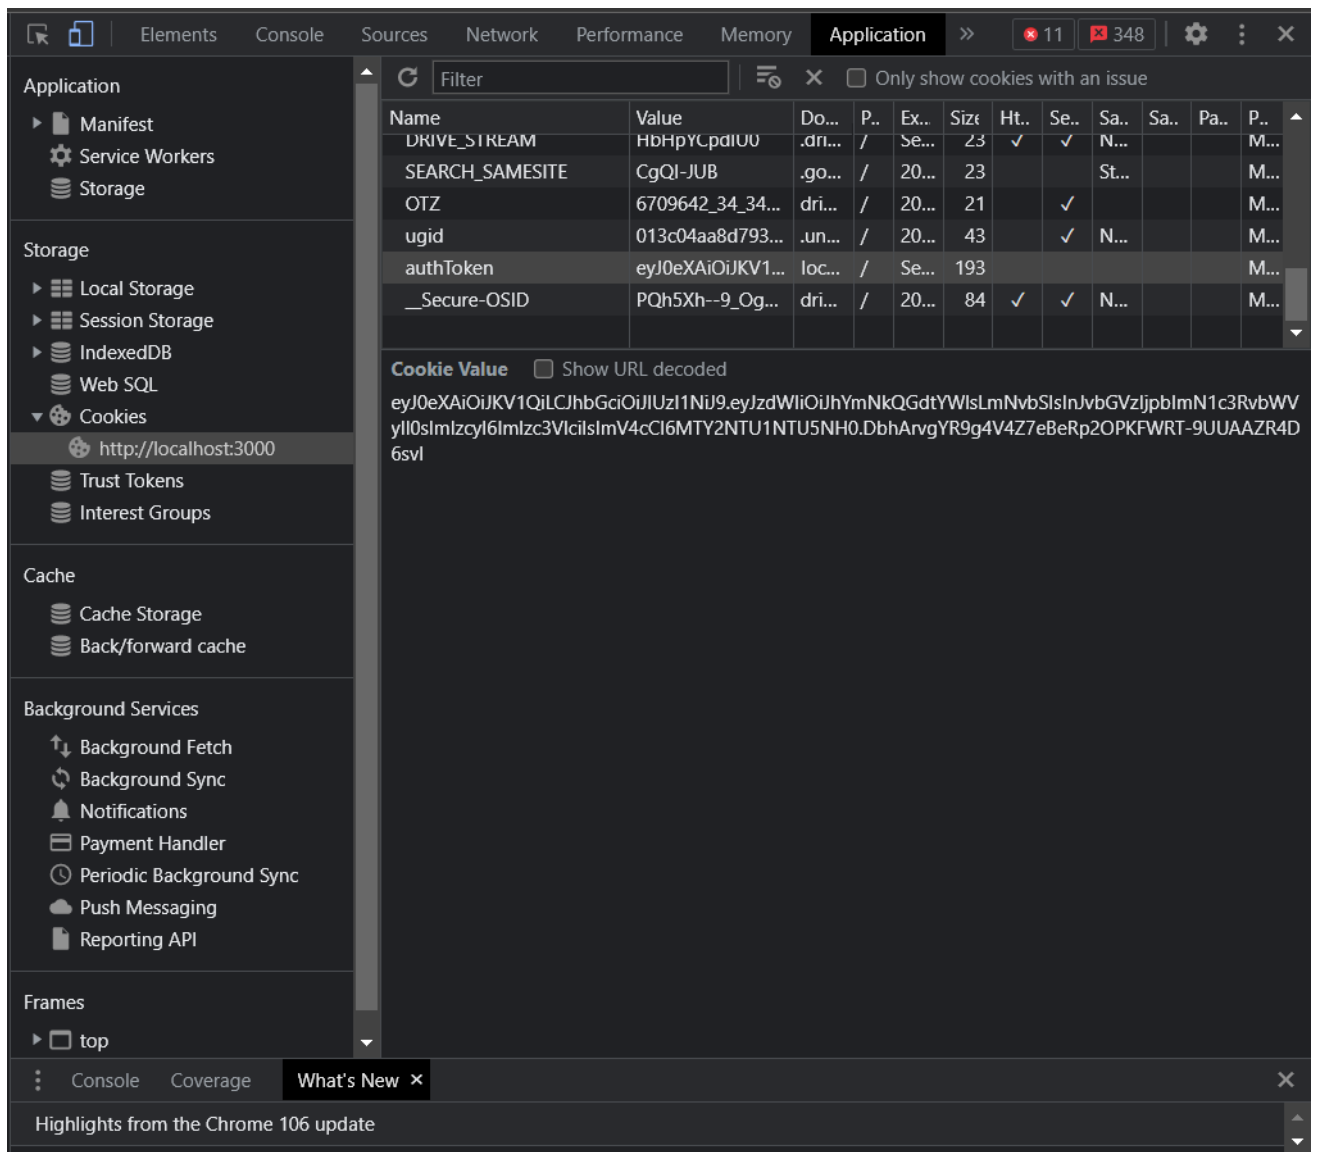 Elements Console Sources Network Performance Memory Application 11 348
Application
Manifest
Service Workers
Storage
Storage
Local Storage
Session Storage
IndexedDB
Web SQL
Cookies
http://localhost:3000
Trust Tokens
Interest Groups
Cache
Cache Storage
Back/forward cache
Background Services
Background Fetch
Background Sync
Notifications
Payment Handler
Periodic Background Sync
Push Messaging
Reporting API
Frames
top
Filter Only show cookies with an issue
Name Value Do... P.. Ex... Size Ht.. Se.. Sa.. Sa.. Pa.. P..
DRIVE_STREAM HbHpYCpdIU0 .dri... / Se... 23 ✓ ✓ N... M...
SEARCH_SAMESITE CgQI-JUB .go... / 20... 23 St... M...
OTZ 6709642_34_34... dri... / 20... 21 ✓ M...
ugid 013c04aa8d793... .un... / 20... 43 ✓ N... M...
authToken eyJ0eXAiOiJKV1... loc... / Se... 193 M...
__Secure-OSID PQh5Xh--9_Og... dri... / 20... 84 ✓ ✓ N... M...
Cookie Value Show URL decoded
eyJ0eXAiOiJKV1QiLCJhbGciOiJIUzI1NiJ9.eyJzdWIiOiJhYmNkQGdtYWlsLmNvbSIsInJvbGVzIjpbImN1c3RvbWV
yIl0sImlzcyI6Imlzc3VlciIsImV4cCI6MTY2NTU1NTU5NH0.DbhArvgYR9g4V4Z7eBeRp2OPKFWRT-9UUAAZR4D
6svI
Console Coverage What's New
Highlights from the Chrome 106 update